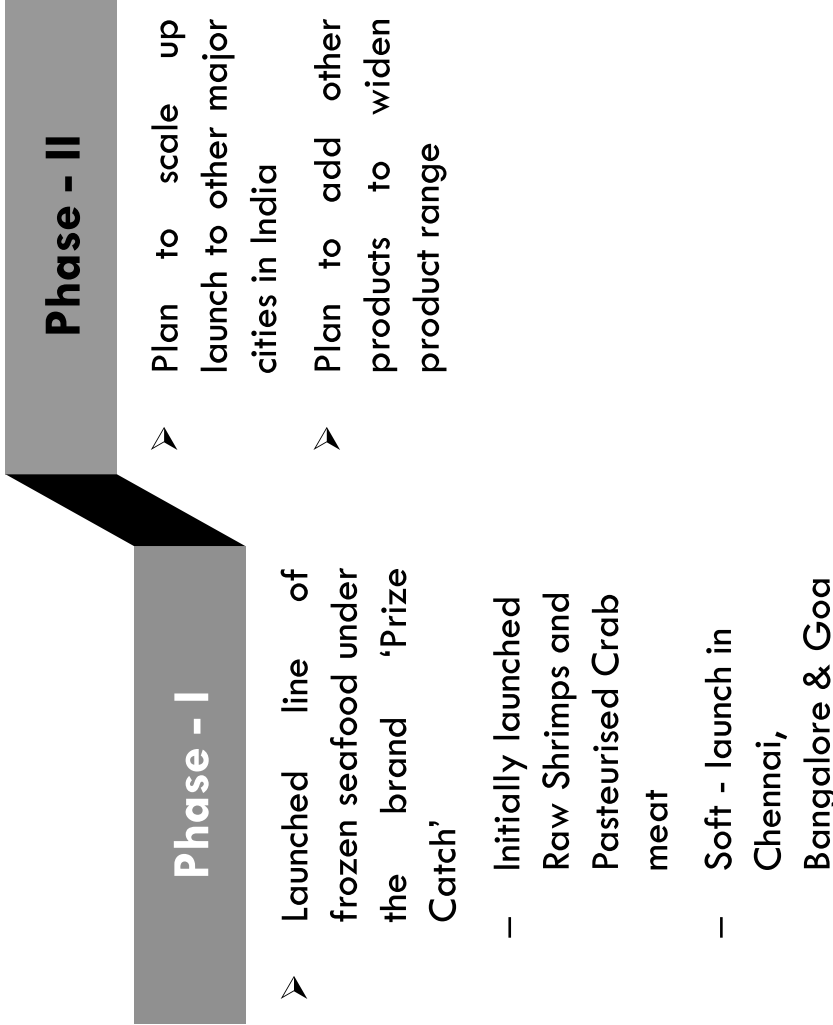 Phase - I
➢ Launched line of
frozen seafood under
the brand ‘Prize
Catch’
– Initially launched
Raw Shrimps and
Pasteurised Crab
meat
– Soft - launch in
Chennai,
Bangalore & Goa
Phase - II
➢ Plan to scale up
launch to other major
cities in India
➢ Plan to add other
products to widen
product range